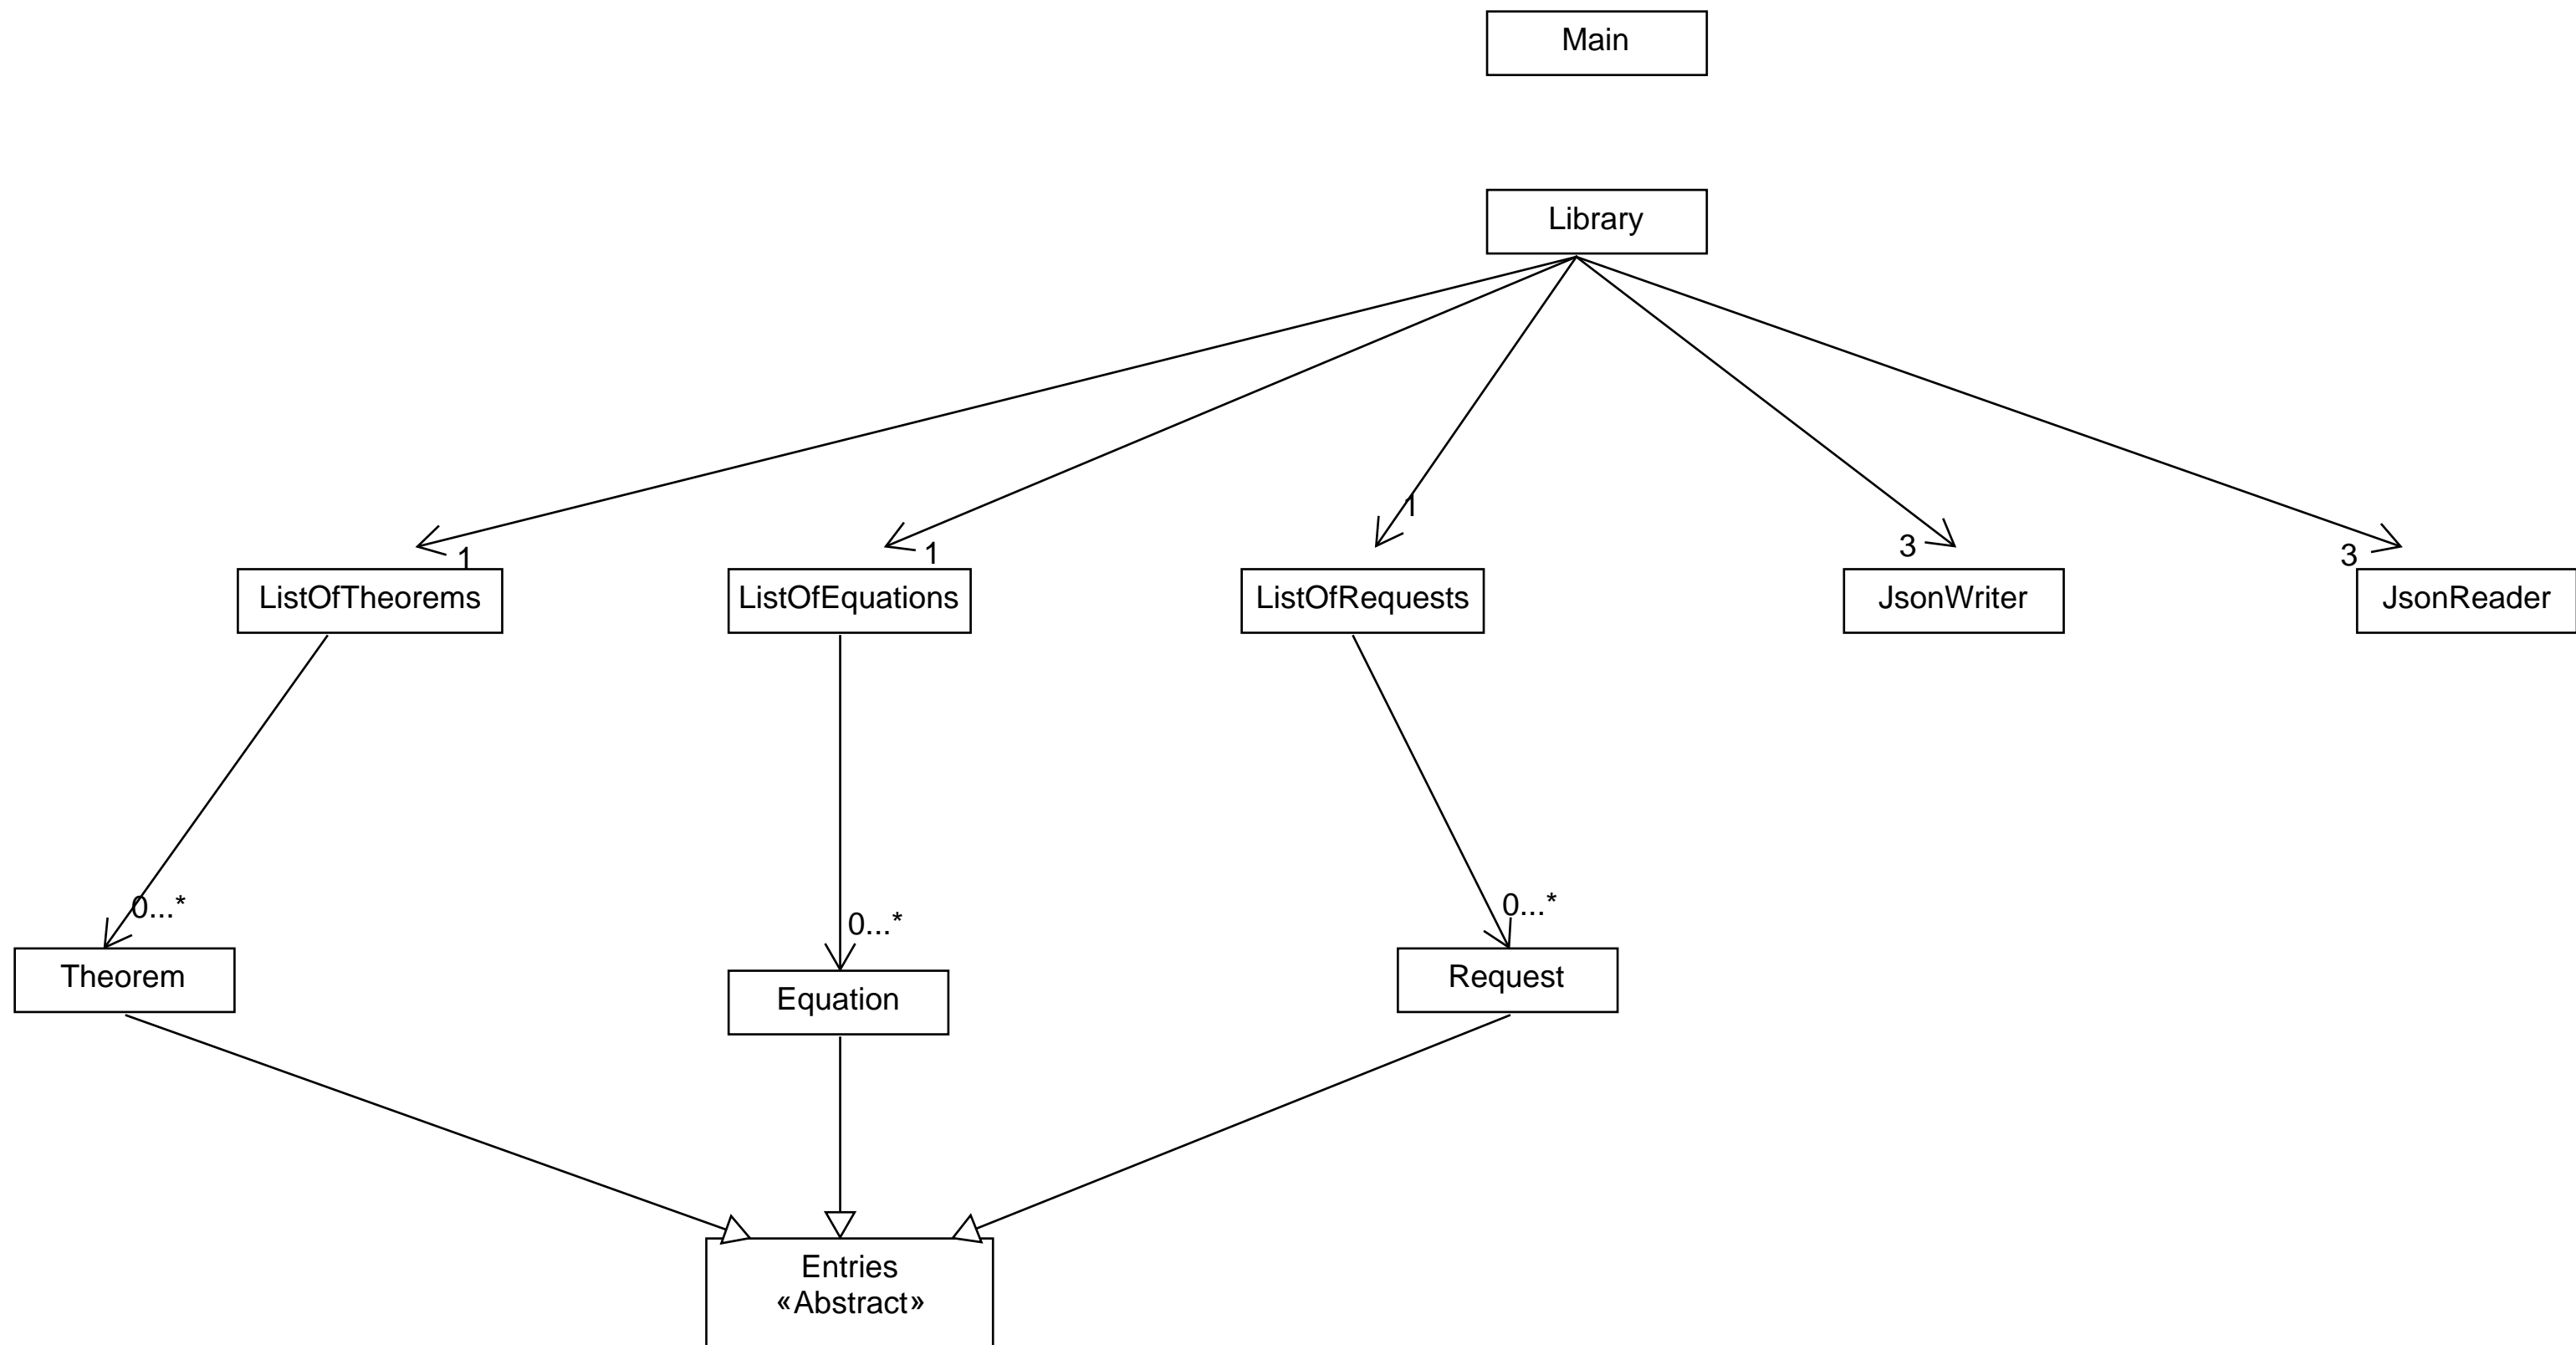 Main
Library
1
1
1
3
3
ListOfTheorems
ListOfEquations
ListOfRequests
JsonWriter
JsonReader
0...*
0...*
0...*
Theorem
Equation
Request
Entries
«Abstract»